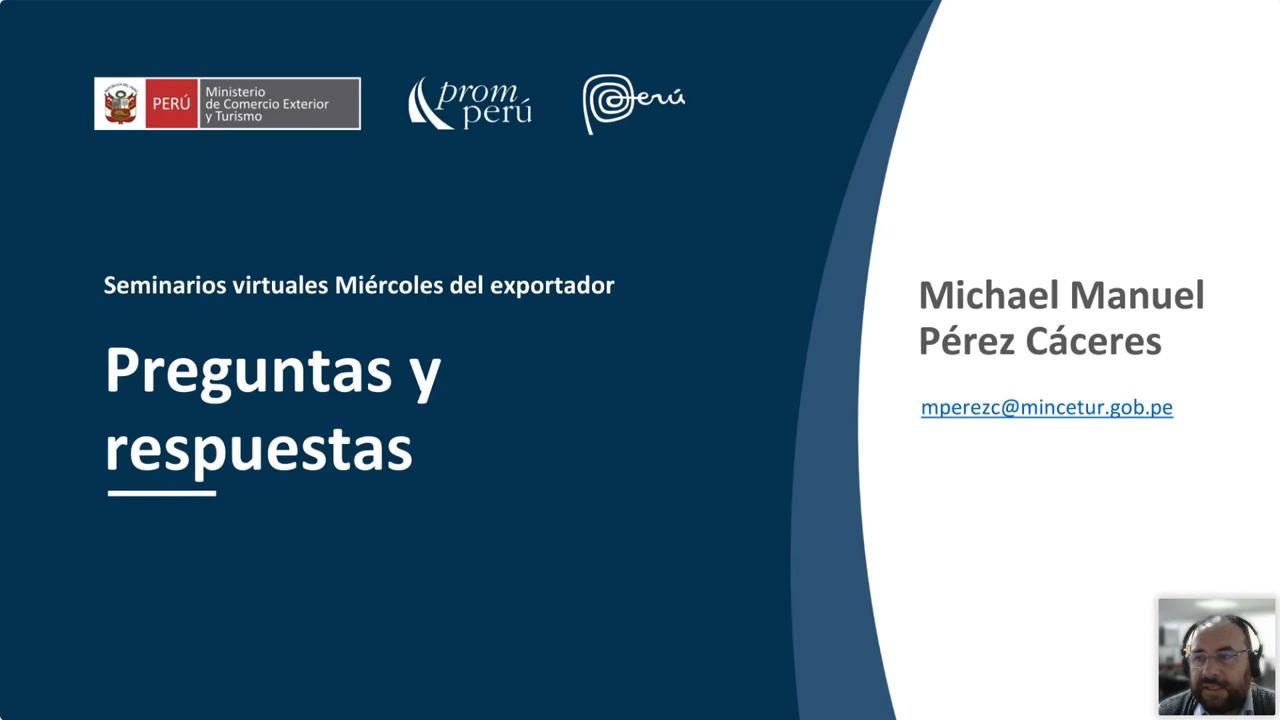 PERÚ
Ministerio
de Comercio Exterior
y Turismo
prom
perú
Perú
Seminarios virtuales Miércoles del exportador
Preguntas y
respuestas
Michael Manuel
Pérez Cáceres
mperezc@mincetur.gob.pe